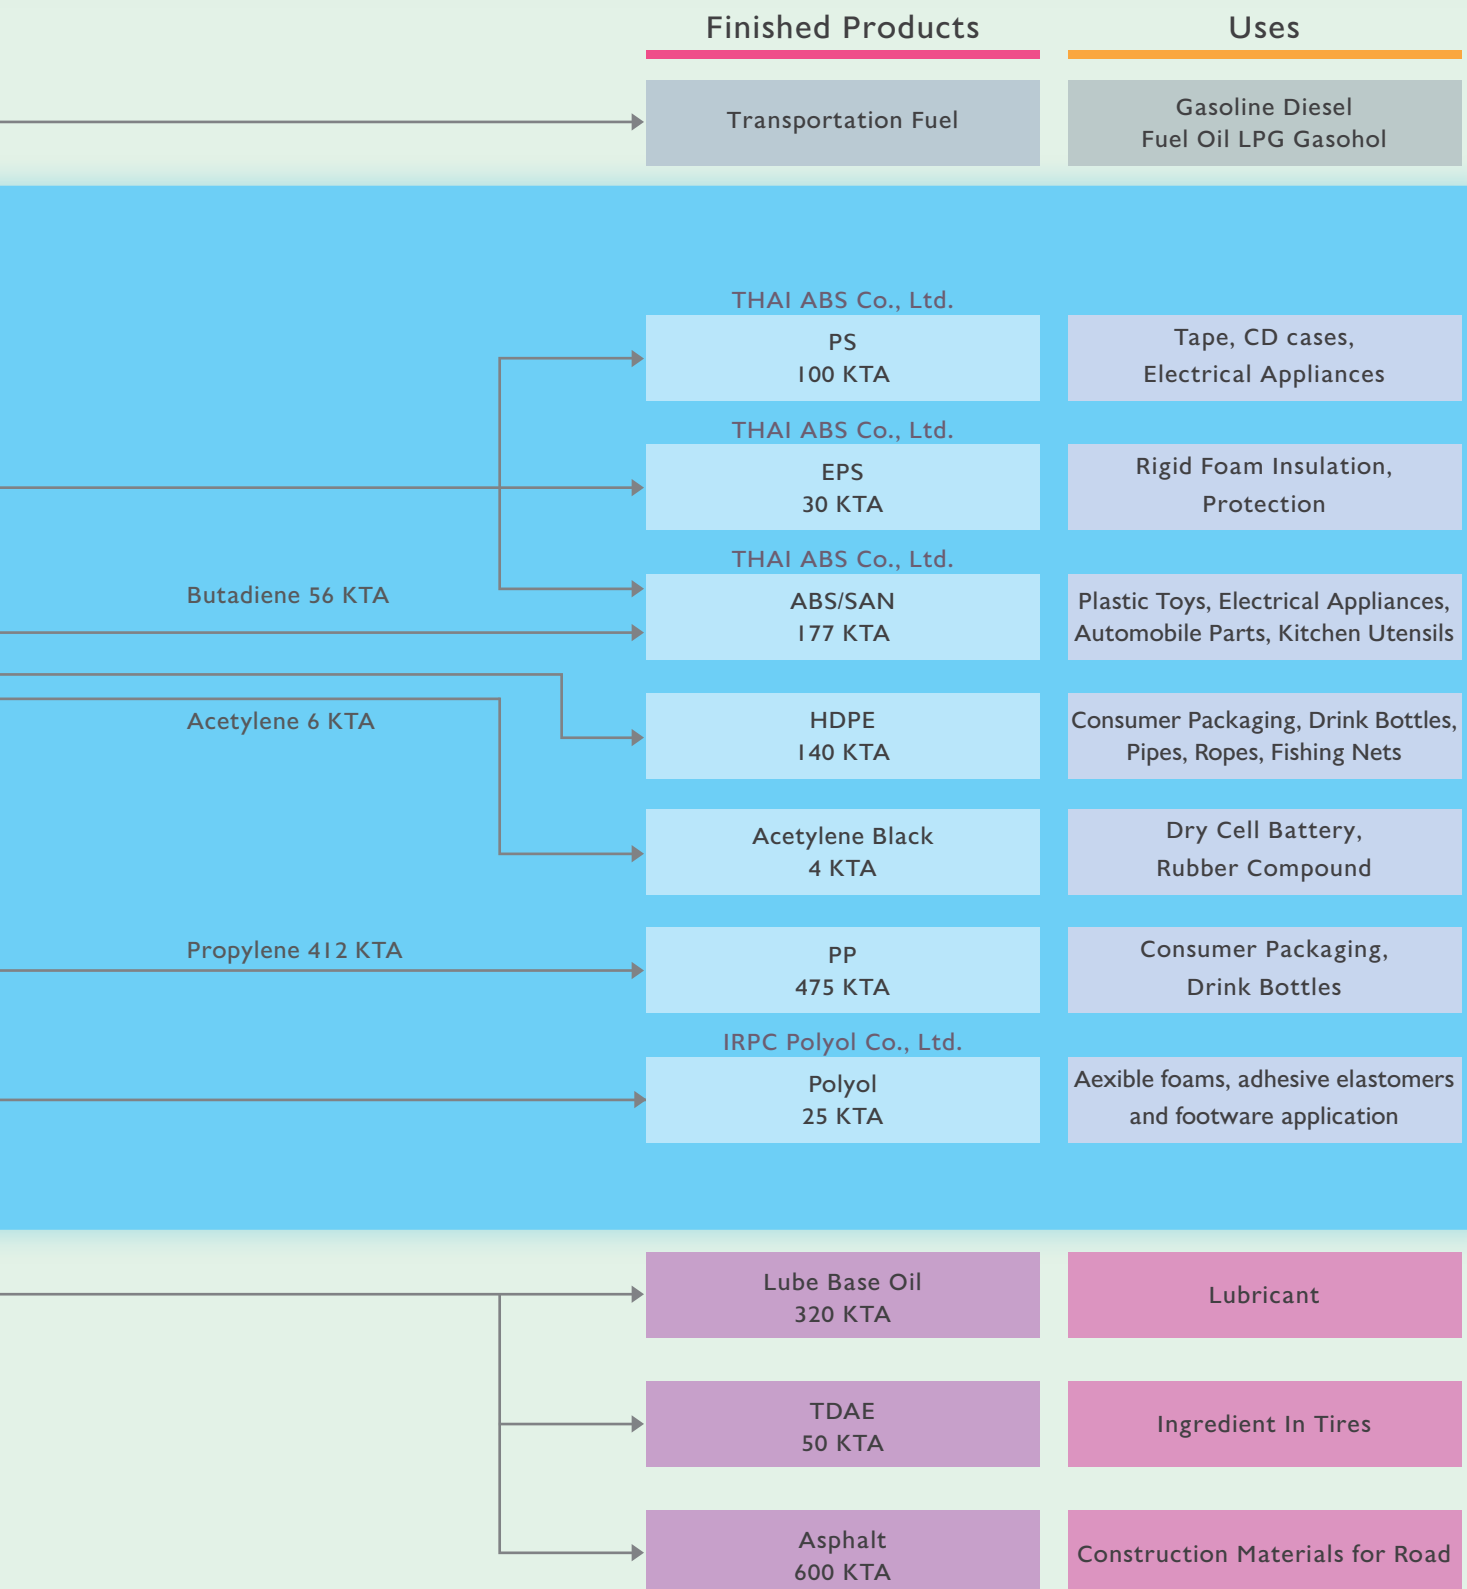 Finished Products
Uses
Transportation Fuel
Gasoline Diesel
Fuel Oil LPG Gasohol
THAI ABS Co., Ltd.
PS
100 KTA
Tape, CD cases,
Electrical Appliances
THAI ABS Co., Ltd.
EPS
30 KTA
Rigid Foam Insulation,
Protection
THAI ABS Co., Ltd.
Butadiene 56 KTA
ABS/SAN
177 KTA
Plastic Toys, Electrical Appliances,
Automobile Parts, Kitchen Utensils
Acetylene 6 KTA
HDPE
140 KTA
Consumer Packaging, Drink Bottles,
Pipes, Ropes, Fishing Nets
Acetylene Black
4 KTA
Dry Cell Battery,
Rubber Compound
Propylene 412 KTA
PP
475 KTA
Consumer Packaging,
Drink Bottles
IRPC Polyol Co., Ltd.
Polyol
25 KTA
Aexible foams, adhesive elastomers
and footware application
Lube Base Oil
320 KTA
Lubricant
TDAE
50 KTA
Ingredient In Tires
Asphalt
600 KTA
Construction Materials for Road